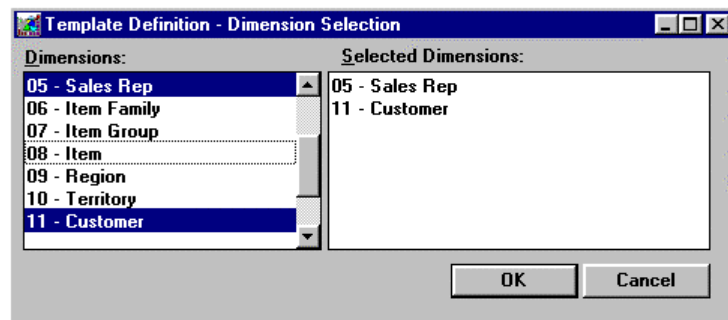 Template Definition - Dimension Selection
Dimensions:
05 - Sales Rep
06 - Item Family
07 - Item Group
08 - Item
09 - Region
10 - Territory
11 - Customer
Selected Dimensions:
05 - Sales Rep
11 - Customer
OK
Cancel